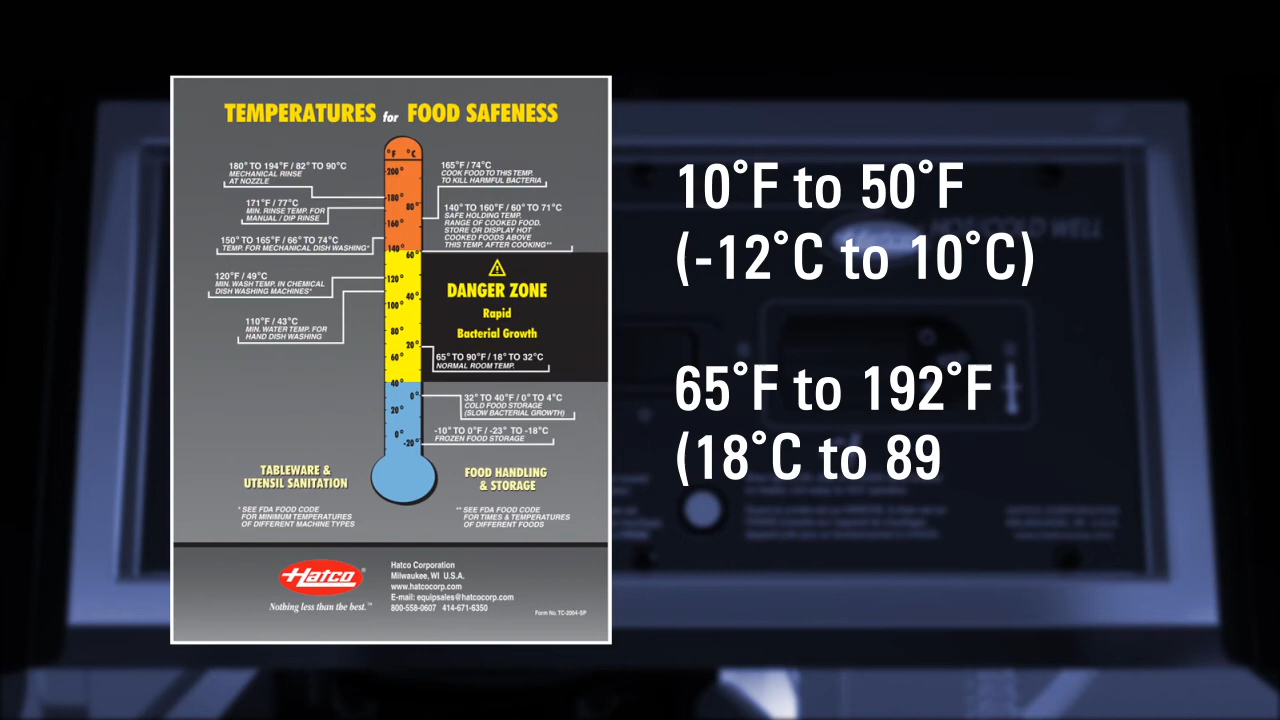 TEMPERATURES for FOOD SAFENESS
°F °C
180° TO 194°F / 82° TO 90°C
MECHANICAL RINSE
AT NOZZLE
171°F / 77°C
MIN. RINSE TEMP. FOR
MANUAL / DIP RINSE
150° TO 165°F / 66° TO 74°C
TEMP. FOR MECHANICAL DISH WASHING*
120°F / 49°C
MIN. WASH TEMP. IN CHEMICAL
DISH WASHING MACHINES*
110°F / 43°C
MIN. WATER TEMP. FOR
HAND DISH WASHING
200°
180°
80°
160°
140°
60°
120°
40°
100°
80°
20°
60°
40°
0°
20°
0°
-20°
165°F / 74°C
COOK FOOD TO THIS TEMP.
TO KILL HARMFUL BACTERIA
140° TO 160°F / 60° TO 71°C
SAFE HOLDING TEMP.
RANGE OF COOKED FOOD.
STORE OR DISPLAY HOT
COOKED FOODS ABOVE
THIS TEMP. AFTER COOKING**
DANGER ZONE
Rapid
Bacterial Growth
65° TO 90°F / 18° TO 32°C
NORMAL ROOM TEMP.
32° TO 40°F / 0° TO 4°C
COLD FOOD STORAGE
(SLOW BACTERIAL GROWTH)
-10° TO 0°F / -23° TO -18°C
FROZEN FOOD STORAGE
TABLEWARE &
UTENSIL SANITATION
FOOD HANDLING
& STORAGE
* SEE FDA FOOD CODE
FOR MINIMUM TEMPERATURES
OF DIFFERENT MACHINE TYPES
** SEE FDA FOOD CODE
FOR TIMES & TEMPERATURES
OF DIFFERENT FOODS
Hatco®
Nothing less than the best.™
Hatco Corporation
Milwaukee, WI U.S.A.
www.hatcocorp.com
E-mail: equipsales@hatcocorp.com
800-558-0607 414-671-6350
Form No. TC-2004-SP
10°F to 50°F
(-12°C to 10°C)
65°F to 192°F
(18°C to 89